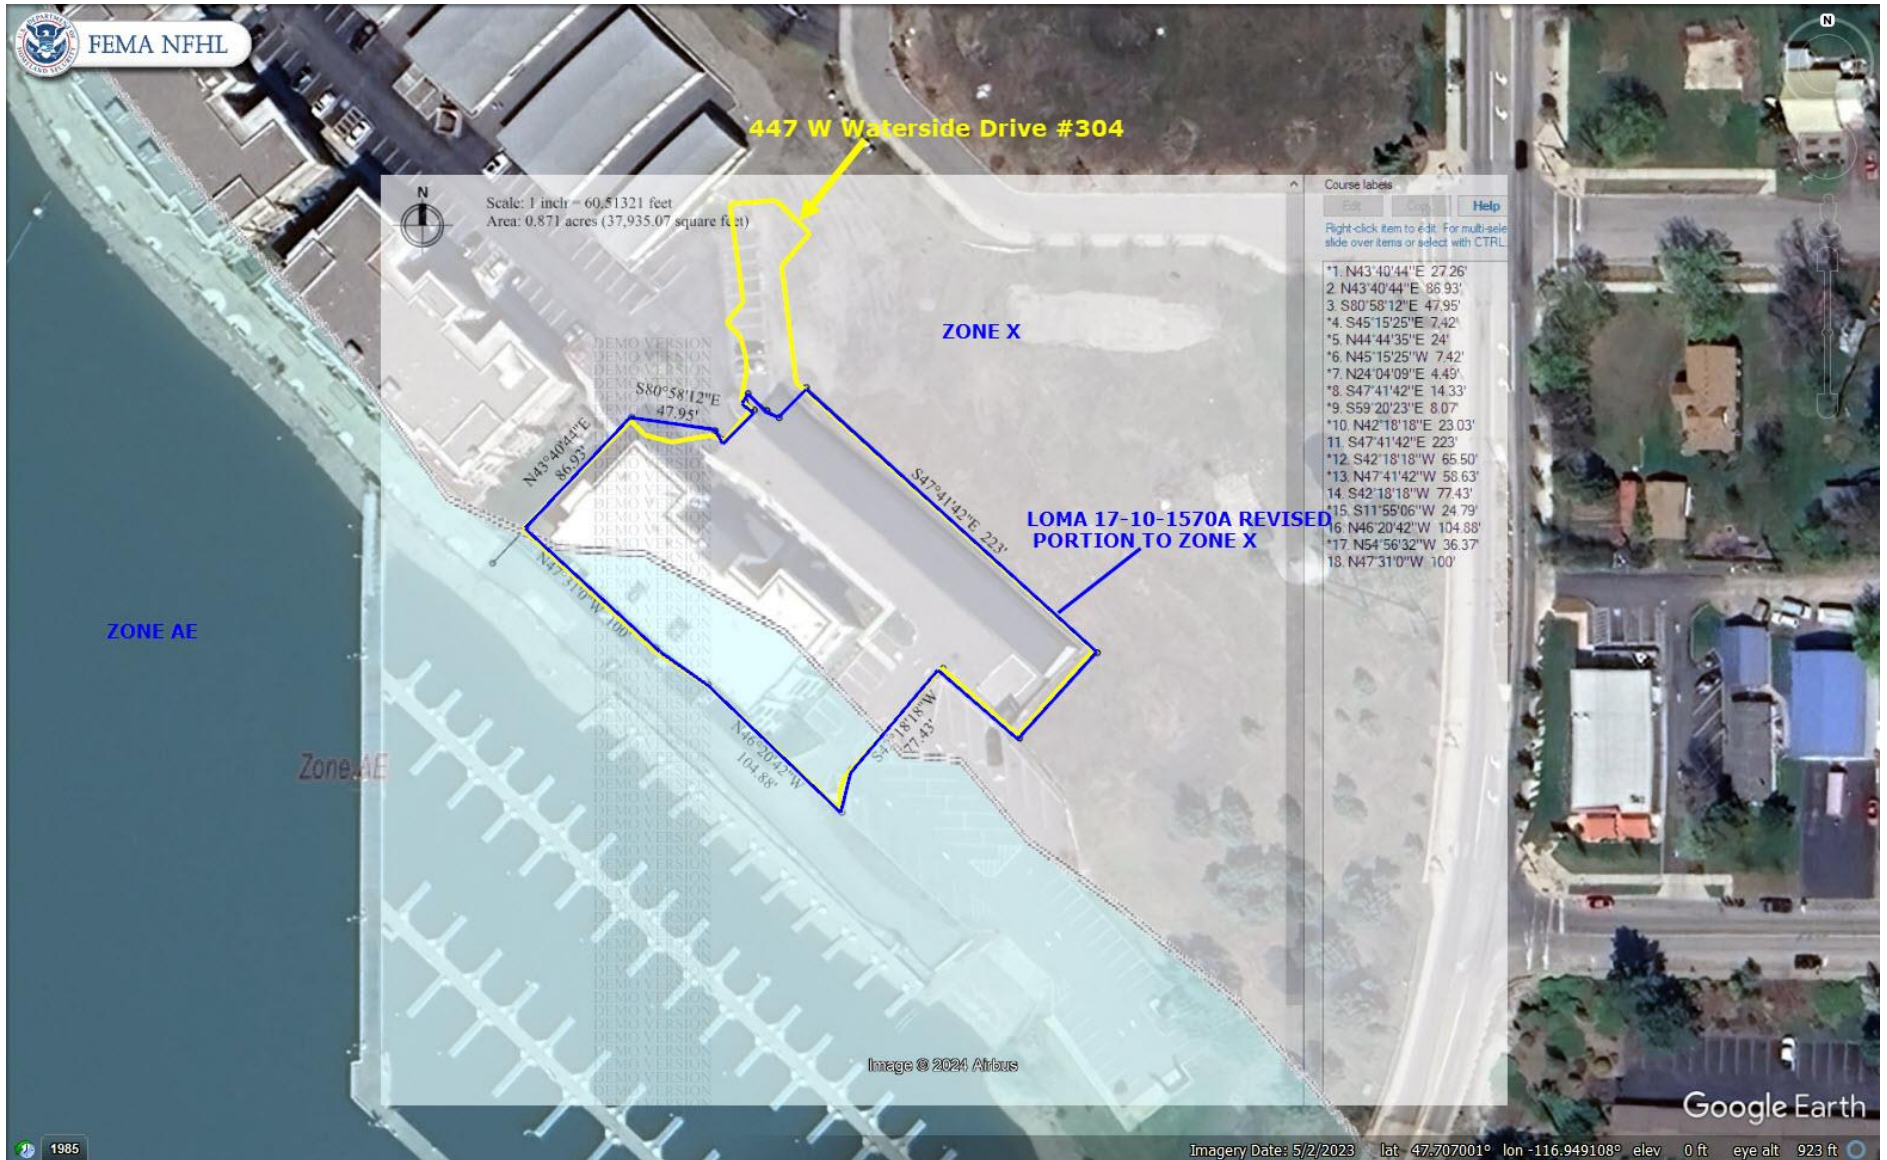 FEMA NFHL
N
447 W Waterside Drive #304
N
Scale: 1 inch = 60.51321 feet
Area: 0.871 acres (37,935.07 square feet)
Course labels
Edit
Help
Right-click item to edit. For multi-sele
slide over items or select with CTRL.
*1. N43°40'44"E 27.26'
2. N43°40'44"E 86.93'
3. S80°58'12"E 47.95'
*4. S45°15'25"E 7.42'
*5. N44°44'35"E 24'
*6. N45°15'25"W 7.42'
*7. N24°04'09"E 4.49'
*8. S47°41'42"E 14.33'
*9. S59°20'23"E 8.07'
*10. N42°18'18"E 23.03'
11. S47°41'42"E 223'
*12. S42°18'18"W 65.50'
*13. N47°41'42"W 58.63'
14. S42°18'18"W 77.43'
*15. S11°55'06"W 24.79'
16. N46°20'42"W 104.88'
*17. N54°56'32"W 36.37'
18. N47°31'0"W 100'
ZONE X
DEMO VERSION
S80°58'12"E
47.95'
N43°40'44"E
86.93'
S47°41'42"E 223'
LOMA 17-10-1570A REVISED
PORTION TO ZONE X
N47°31'0"W 100'
ZONE AE
S42°18'18"W
77.43'
N46°20'42"W
104.88'
Zone AE
Image © 2024 Airbus
Google Earth
1985
Imagery Date: 5/2/2023 lat 47.707001° lon -116.949108° elev 0 ft eye alt 923 ft